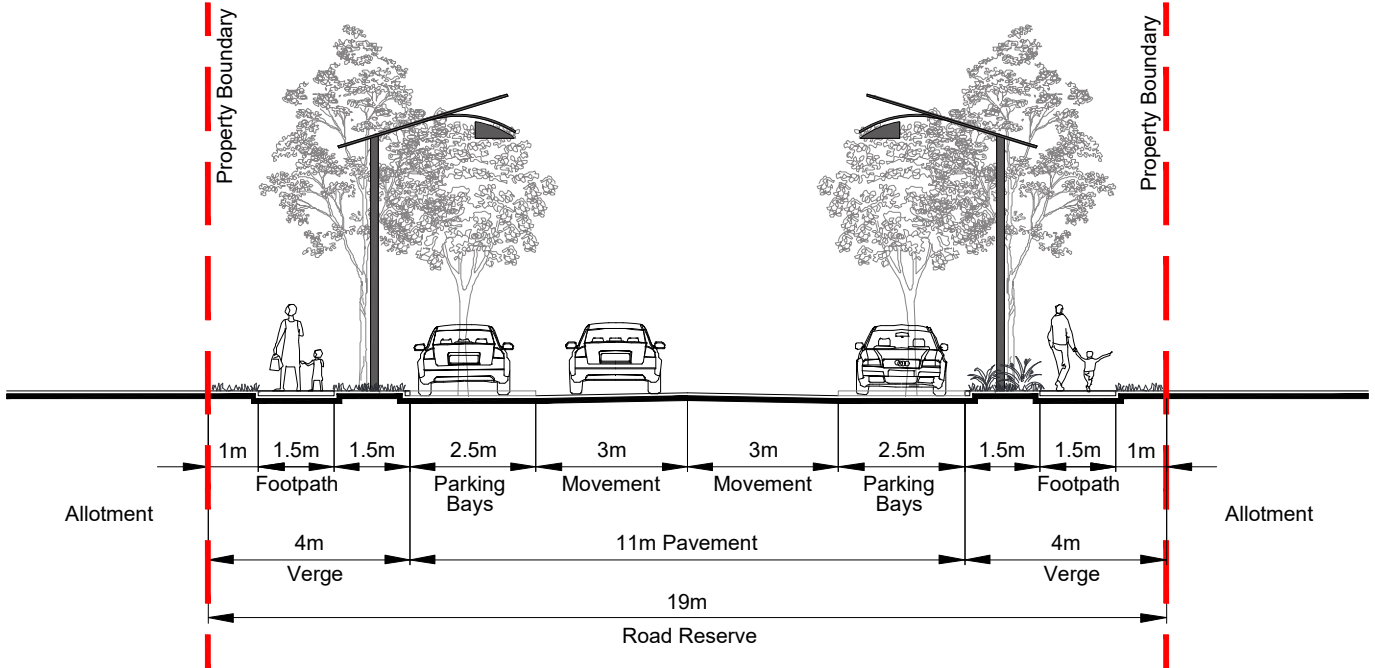 Property Boundary
Property Boundary
1m
1.5m
1.5m
2.5m
3m
3m
2.5m
1.5m
1.5m
1m
Footpath
Parking
Bays
Movement
Movement
Parking
Bays
Footpath
Allotment
Allotment
4m
11m Pavement
4m
Verge
Verge
19m
Road Reserve